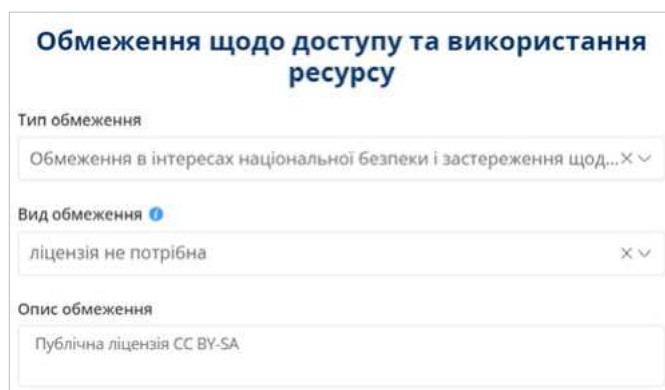 Обмеження щодо доступу та використання
ресурсу
Тип обмеження
Обмеження в інтересах національної безпеки і застереження щод...
Вид обмеження
ліцензія не потрібна
Опис обмеження
Публічна ліцензія CC BY-SA